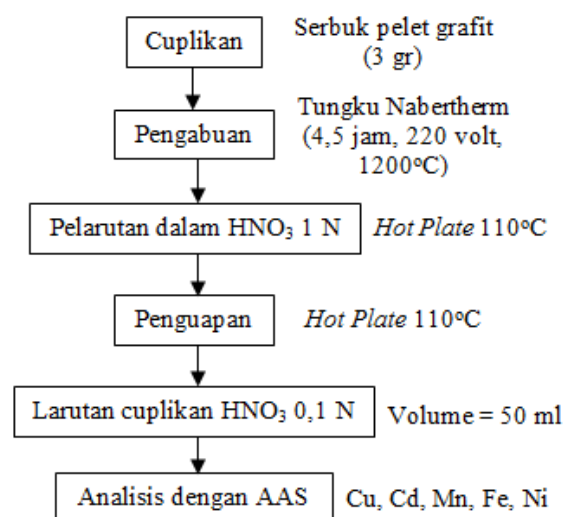 Cuplikan
Serbuk pelet grafit
(3 gr)
Pengabuan
Tungku Nabertherm
(4,5 jam, 220 volt,
1200°C)
Pelarutan dalam HNO₃ 1 N
Hot Plate 110°C
Penguapan
Hot Plate 110°C
Larutan cuplikan HNO₃ 0,1 N
Volume = 50 ml
Analisis dengan AAS
Cu, Cd, Mn, Fe, Ni